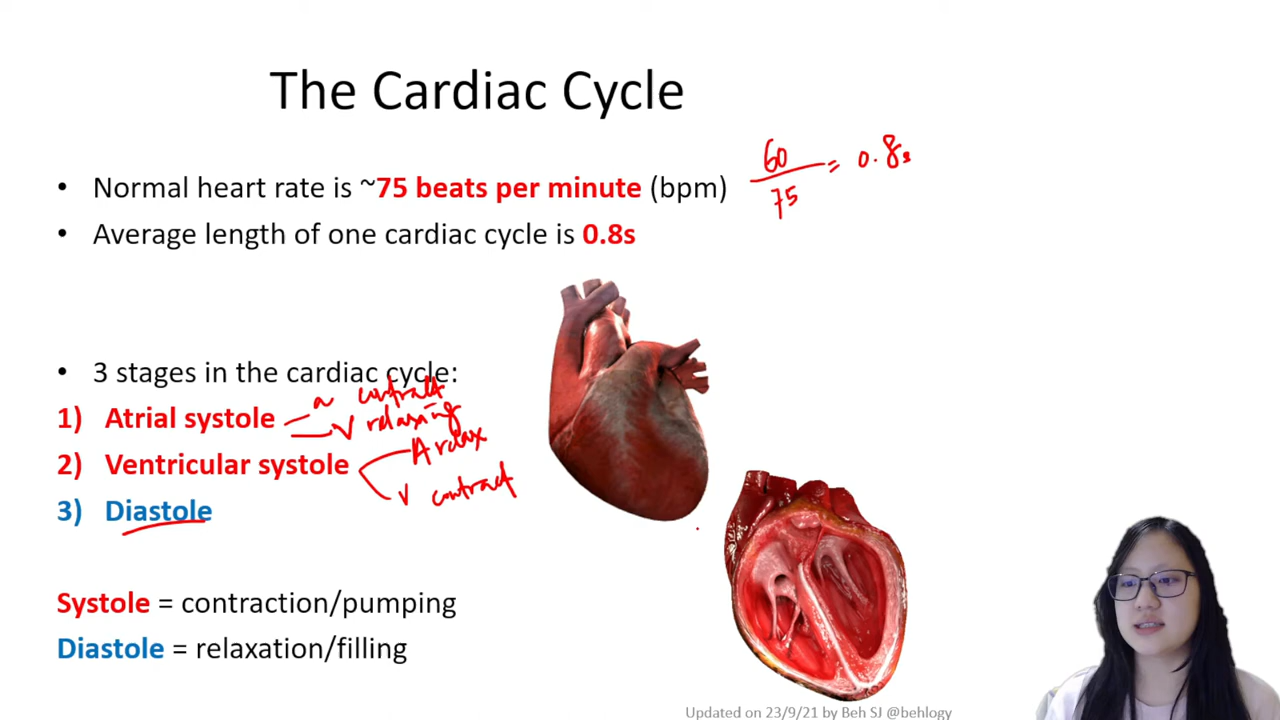 The Cardiac Cycle
• Normal heart rate is ~75 beats per minute (bpm)
60
75
= 0.8s
• Average length of one cardiac cycle is 0.8s
• 3 stages in the cardiac cycle:
1) Atrial systole
a contract
V relaxing
2) Ventricular systole
A relax
V contract
3) Diastole
Systole = contraction/pumping
Diastole = relaxation/filling
Updated on 23/9/21 by Beh SJ @behlogy